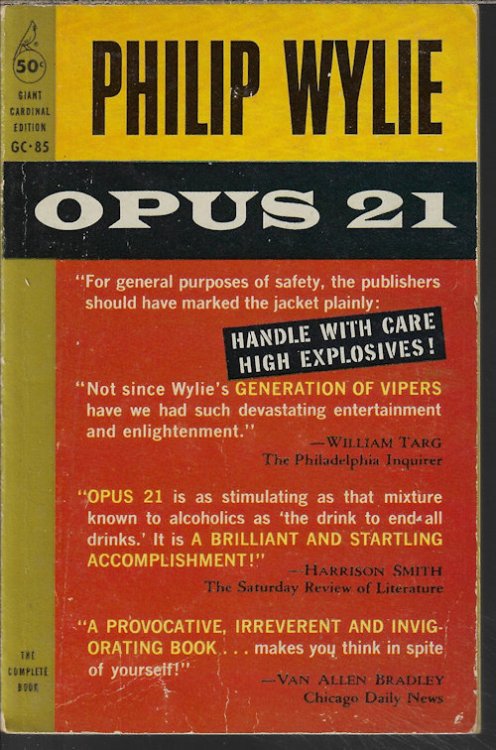 50¢
GIANT
CARDINAL
EDITION
GC·85
PHILIP WYLIE
OPUS 21
"For general purposes of safety, the publishers
should have marked the jacket plainly:
HANDLE WITH CARE
HIGH EXPLOSIVES!
"Not since Wylie's GENERATION OF VIPERS
have we had such devastating entertainment
and enlightenment."
—WILLIAM TARG
The Philadelphia Inquirer
"OPUS 21 is as stimulating as that mixture
known to alcoholics as 'the drink to end all
drinks.' It is A BRILLIANT AND STARTLING
ACCOMPLISHMENT!"
—HARRISON SMITH
The Saturday Review of Literature
"A PROVOCATIVE, IRREVERENT AND INVIG-
ORATING BOOK... makes you think in spite
of yourself!"
—VAN ALLEN BRADLEY
Chicago Daily News
THE
COMPLETE
BOOK